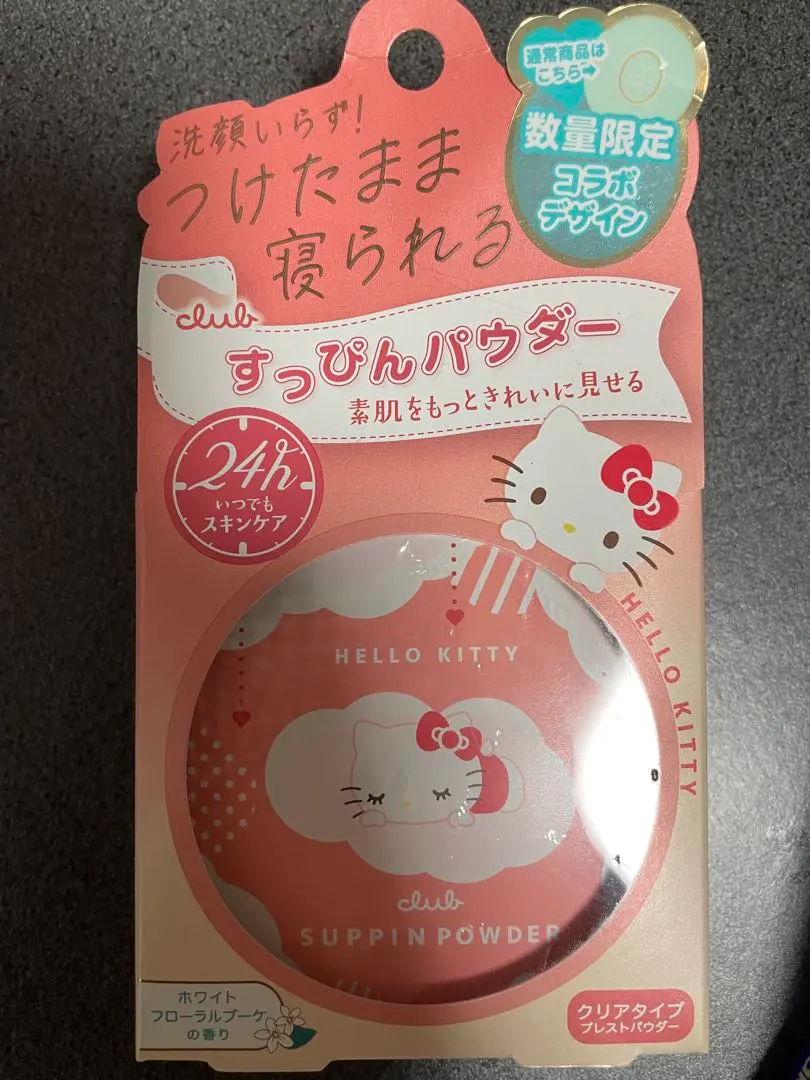 通常商品は
こちら→
数量限定
コラボ
デザイン
洗顔いらず!
つけたまま
寝られる
club
すっぴんパウダー
素肌をもっときれいに見せる
24h
いつでも
スキンケア
HELLO KITTY
HELLO KITTY
club
SUPPIN POWDER
ホワイト
フローラルブーケ
の香り
クリアタイプ
プレストパウダー